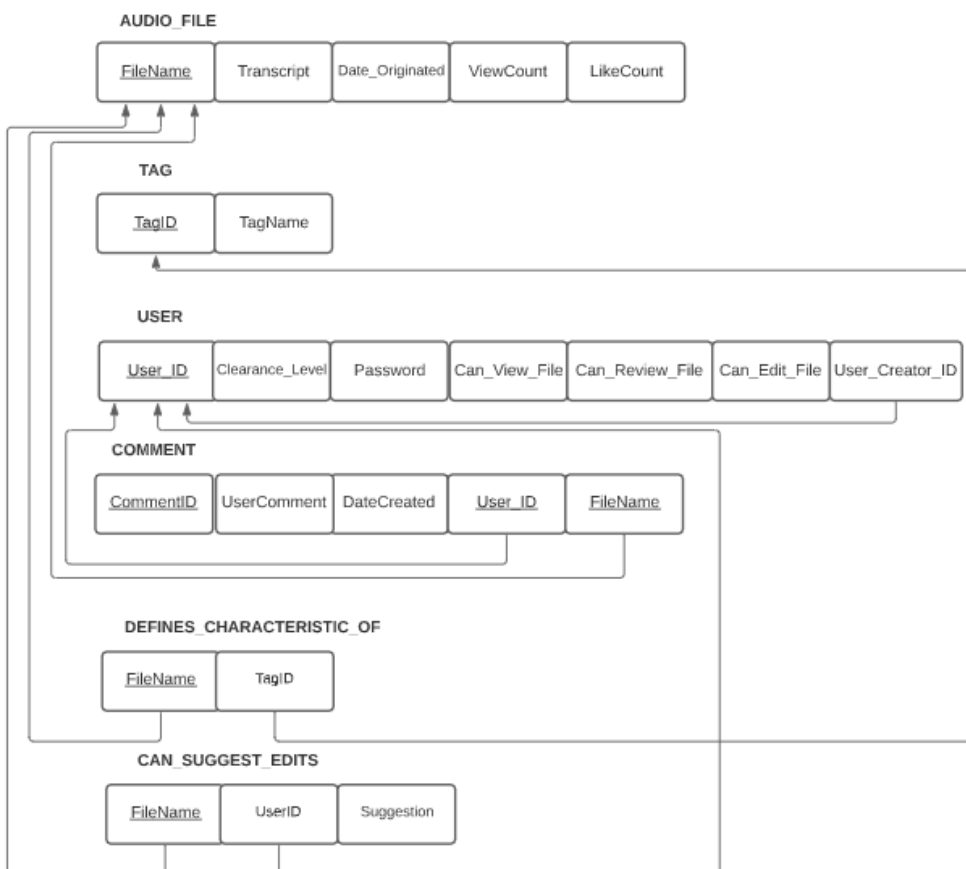 AUDIO_FILE
FileName Transcript Date_Originated ViewCount LikeCount
TAG
TagID TagName
USER
User_ID Clearance_Level Password Can_View_File Can_Review_File Can_Edit_File User_Creator_ID
COMMENT
CommentID UserComment DateCreated User_ID FileName
DEFINES_CHARACTERISTIC_OF
FileName TagID
CAN_SUGGEST_EDITS
FileName UserID Suggestion